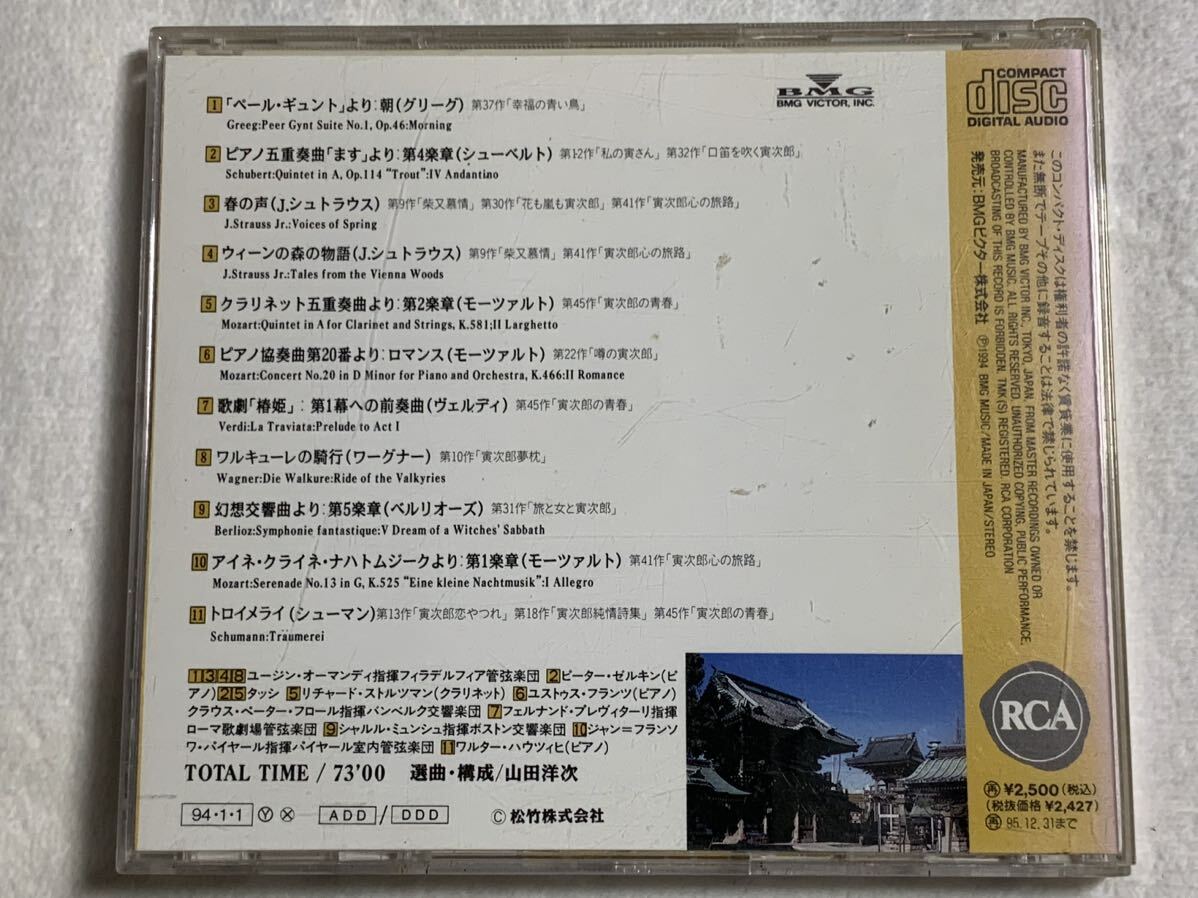 1 「ペール・ギュント」より:朝(グリーグ) 第37作「幸福の青い鳥」
Greeg:Peer Gynt Suite No.1, Op.46:Morning
2 ピアノ五重奏曲「ます」より:第4楽章(シューベルト) 第12作「私の寅さん」 第32作「口笛を吹く寅次郎」
Schubert:Quintet in A, Op.114 “Trout”:IV Andantino
3 春の声(J.シュトラウス) 第9作「柴又慕情」 第30作「花も嵐も寅次郎」 第41作「寅次郎心の旅路」
J.Strauss Jr.:Voices of Spring
4 ウィーンの森の物語(J.シュトラウス) 第9作「柴又慕情」 第41作「寅次郎心の旅路」
J.Strauss Jr.:Tales from the Vienna Woods
5 クラリネット五重奏曲より:第2楽章(モーツァルト) 第45作「寅次郎の青春」
Mozart:Quintet in A for Clarinet and Strings, K.581;II Larghetto
6 ピアノ協奏曲第20番より:ロマンス(モーツァルト) 第22作「噂の寅次郎」
Mozart:Concert No.20 in D Minor for Piano and Orchestra, K.466:II Romance
7 歌劇「椿姫」:第1幕への前奏曲(ヴェルディ) 第45作「寅次郎の青春」
Verdi:La Traviata:Prelude to Act I
8 ワルキューレの騎行(ワーグナー) 第10作「寅次郎夢枕」
Wagner:Die Walkure:Ride of the Valkyries
9 幻想交響曲より:第5楽章(ベルリオーズ) 第31作「旅と女と寅次郎」
Berlioz:Symphonie fantastique:V Dream of a Witches' Sabbath
10 アイネ・クライネ・ナハトムジークより:第1楽章(モーツァルト) 第41作「寅次郎心の旅路」
Mozart:Serenade No.13 in G, K.525 “Eine kleine Nachtmusik”:I Allegro
11 トロイメライ(シューマン) 第13作「寅次郎恋やつれ」 第18作「寅次郎純情詩集」 第45作「寅次郎の青春」
Schumann:Träumerei
1348 ユージン・オーマンディ指揮フィラデルフィア管弦楽団 2 ピーター・ゼルキン(ピ
アノ) 25 タッシ 5 リチャード・ストルツマン(クラリネット) 6 ユストゥス・フランツ(ピアノ)
クラウス・ペーター・フロール指揮バンベルク交響楽団 7 フェルナンド・プレヴィターリ指揮
ローマ歌劇場管弦楽団 9 シャルル・ミュンシュ指揮ボストン交響楽団 10 ジャン=フランソ
ワ・パイヤール指揮パイヤール室内管弦楽団 11 ワルター・ハウツィヒ(ピアノ)
TOTAL TIME / 73'00 選曲・構成/山田洋次
94・1・1 Y X ADD / DDD © 松竹株式会社
BMG
BMG VICTOR, INC.
COMPACT
disc
DIGITAL AUDIO
このコンパクト・ディスクは権利者の許諾なく賃貸業に使用することを禁じます。
また無断でテープその他に録音することは法律で禁じられています。
MANUFACTURED BY BMG VICTOR INC., TOKYO, JAPAN. FROM MASTER RECORDINGS OWNED OR
CONTROLLED BY BMG MUSIC. ALL RIGHTS RESERVED. UNAUTHORIZED COPYING, PUBLIC PERFORMANCE,
BROADCASTING OF THIS RECORD IS FORBIDDEN. TMK(S) REGISTERED. RCA CORPORATION
発売元:BMGビクター株式会社 ℗1994 BMG MUSIC/MADE IN JAPAN/STEREO
RCA
再 ¥2,500(税込)
(税抜価格 ¥2,427)
再 95.12.31まで